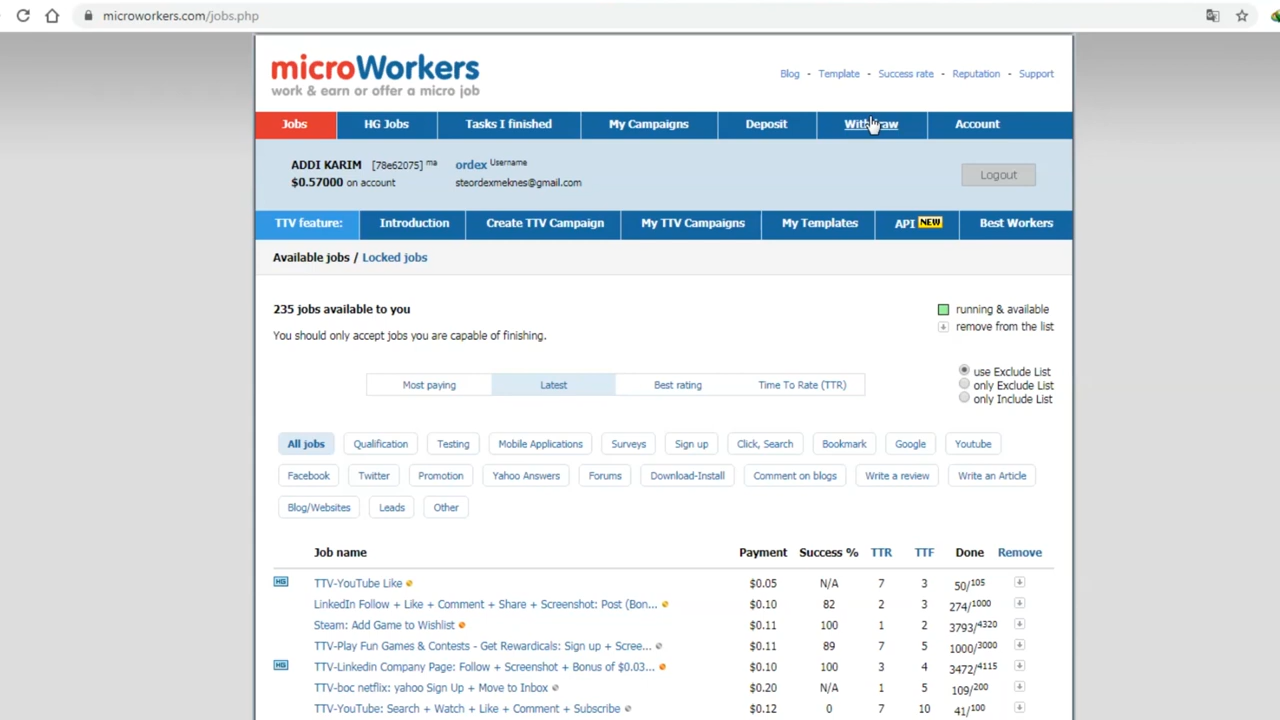 microworkers.com/jobs.php
microWorkers
work & earn or offer a micro job
Blog - Template - Success rate - Reputation - Support
Jobs HG Jobs Tasks I finished My Campaigns Deposit Withdraw Account
ADDI KARIM [78e62075] ma ordex Username
$0.57000 on account steordexmeknes@gmail.com
Logout
TTV feature: Introduction Create TTV Campaign My TTV Campaigns My Templates API NEW Best Workers
Available jobs / Locked jobs
235 jobs available to you
running & available
remove from the list
You should only accept jobs you are capable of finishing.
Most paying Latest Best rating Time To Rate (TTR)
use Exclude List
only Exclude List
only Include List
All jobs Qualification Testing Mobile Applications Surveys Sign up Click, Search Bookmark Google Youtube
Facebook Twitter Promotion Yahoo Answers Forums Download-Install Comment on blogs Write a review Write an Article
Blog/Websites Leads Other
Job name Payment Success % TTR TTF Done Remove
HG TTV-YouTube Like $0.05 N/A 7 3 50/105
LinkedIn Follow + Like + Comment + Share + Screenshot: Post (Bon... $0.10 82 2 3 274/1000
Steam: Add Game to Wishlist $0.11 100 1 2 3793/4320
TTV-Play Fun Games & Contests - Get Rewardicals: Sign up + Scree... $0.11 89 7 5 1000/3000
HG TTV-Linkedin Company Page: Follow + Screenshot + Bonus of $0.03... $0.10 100 3 4 3472/4115
TTV-boc netflix: yahoo Sign Up + Move to Inbox $0.20 N/A 1 5 109/200
TTV-YouTube: Search + Watch + Like + Comment + Subscribe $0.12 0 7 10 41/100